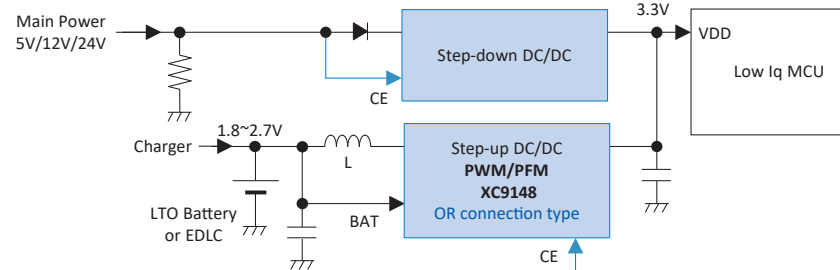 Main Power
5V/12V/24V
3.3V
VDD
Step-down DC/DC
Low Iq MCU
CE
1.8~2.7V
Charger
L
Step-up DC/DC
PWM/PFM
XC9148
OR connection type
LTO Battery
or EDLC
BAT
CE